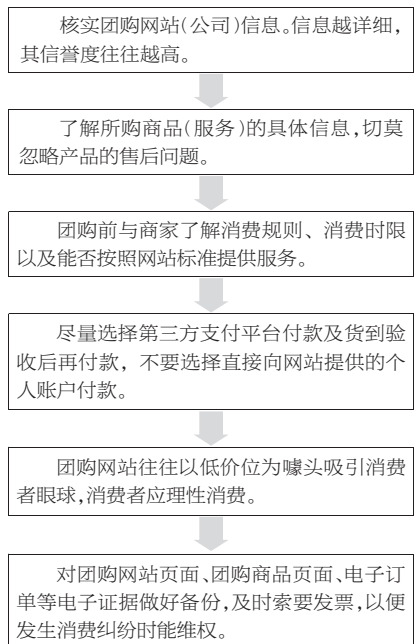 核实团购网站(公司)信息。信息越详细,
其信誉度往往越高。
了解所购商品(服务)的具体信息,切莫
忽略产品的售后问题。
团购前与商家了解消费规则、消费时限
以及能否按照网站标准提供服务。
尽量选择第三方支付平台付款及货到验
收后再付款，不要选择直接向网站提供的个
人账户付款。
团购网站往往以低价位为噱头吸引消费
者眼球,消费者应理性消费。
对团购网站页面、团购商品页面、电子订
单等电子证据做好备份,及时索要发票,以便
发生消费纠纷时能维权。